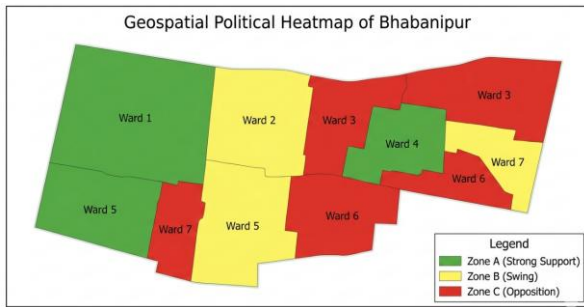 Geospatial Political Heatmap of Bhabanipur
Ward 1
Ward 2
Ward 3
Ward 3
Ward 4
Ward 7
Ward 6
Ward 5
Ward 7
Ward 5
Ward 6
Legend
Zone A (Strong Support)
Zone B (Swing)
Zone C (Opposition)